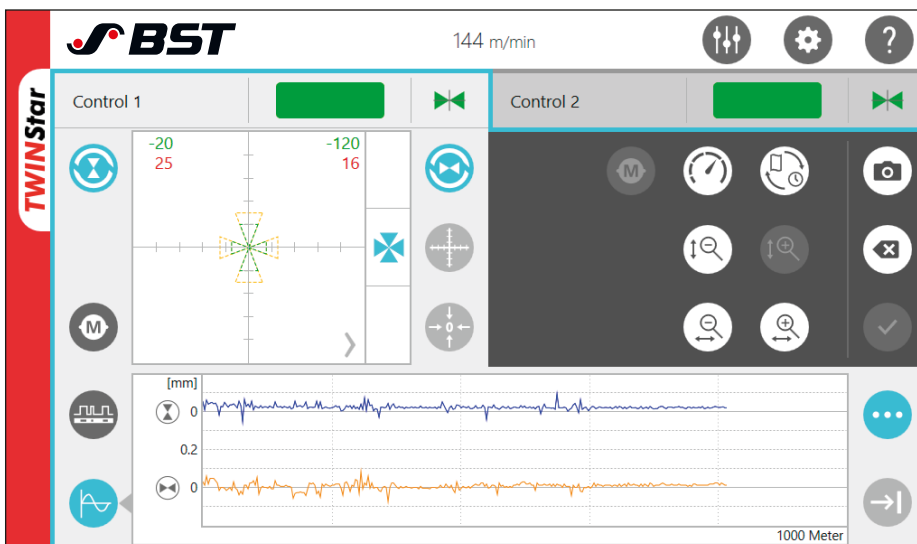 BST
144 m/min
TWINStar
Control 1
Control 2
-20 -120
25 16
M
M
0
[mm]
0
0.2
0
1000 Meter